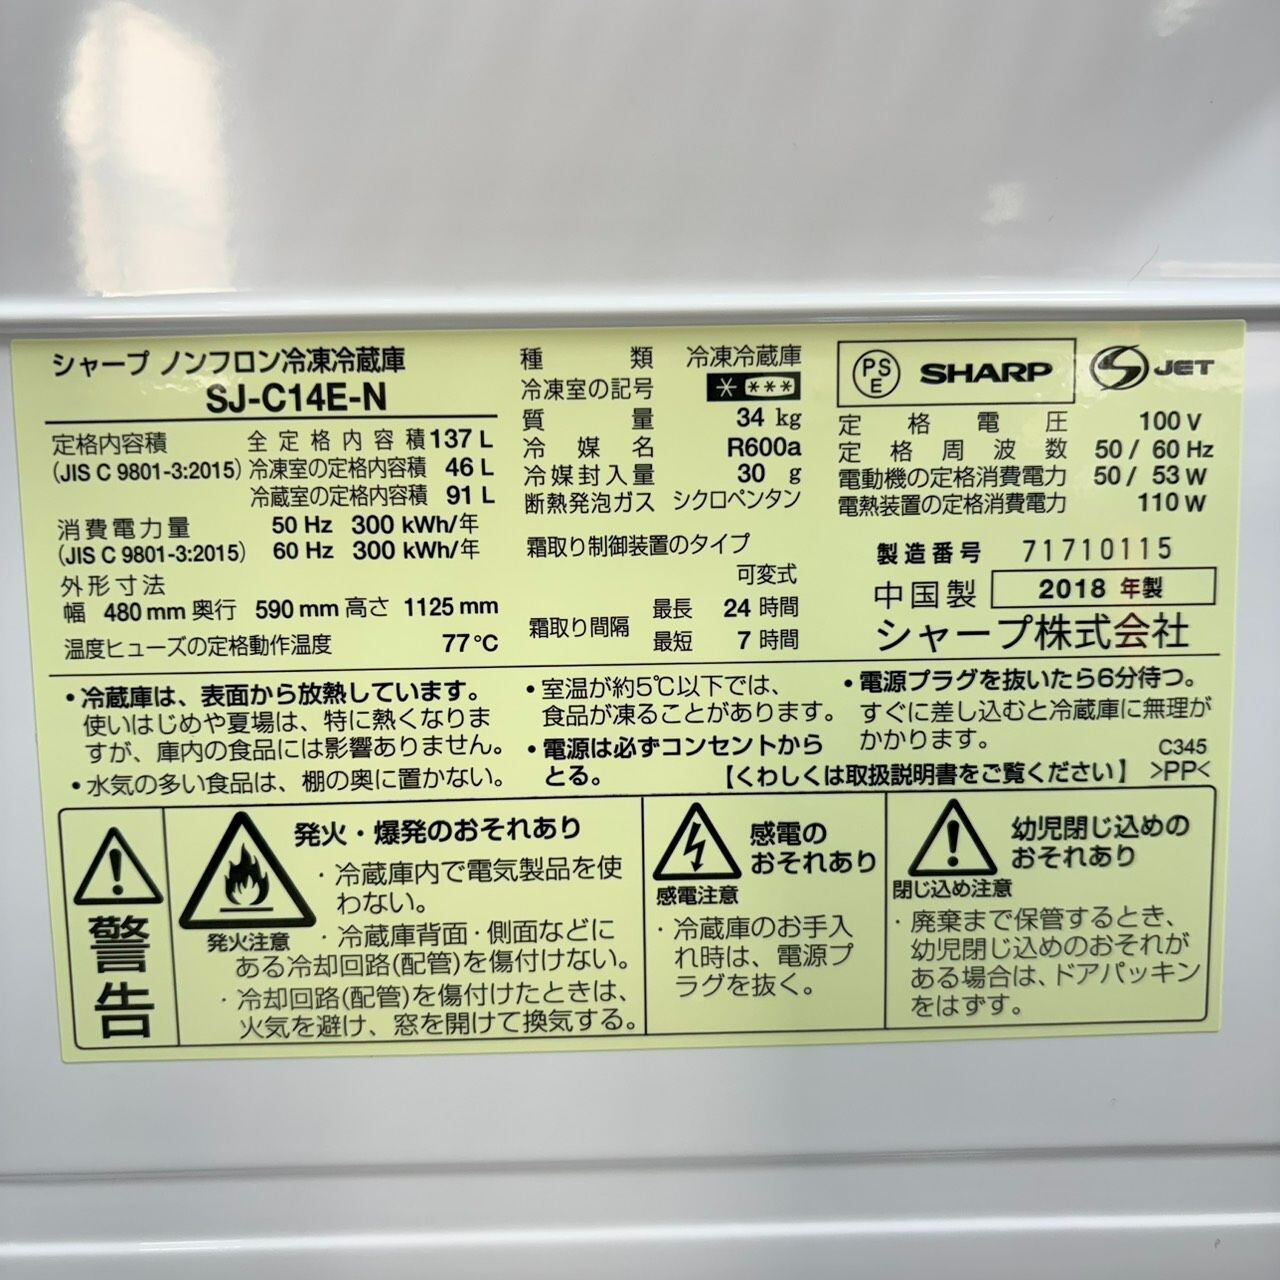 シャープ ノンフロン冷凍冷蔵庫
SJ-C14E-N
定格内容積 全定格内容積 137 L
(JIS C 9801-3:2015) 冷凍室の定格内容積 46 L
冷蔵室の定格内容積 91 L
消費電力量 50 Hz 300 kWh/年
(JIS C 9801-3:2015) 60 Hz 300 kWh/年
外形寸法
幅 480 mm 奥行 590 mm 高さ 1125 mm
温度ヒューズの定格動作温度 77℃
種類 冷凍冷蔵庫
冷凍室の記号 * ***
質量 34 kg
冷媒名 R600a
冷媒封入量 30 g
断熱発泡ガス シクロペンタン
霜取り制御装置のタイプ
可変式
霜取り間隔 最長 24 時間
最短 7 時間
PS E SHARP S JET
定格電圧 100 V
定格周波数 50 / 60 Hz
電動機の定格消費電力 50 / 53 W
電熱装置の定格消費電力 110 W
製造番号 71710115
中国製 2018 年製
シャープ株式会社
・冷蔵庫は、表面から放熱しています。
使いはじめや夏場は、特に熱くなりま
すが、庫内の食品には影響ありません。
・水気の多い食品は、棚の奥に置かない。
・室温が約5℃以下では、
食品が凍ることがあります。
・電源は必ずコンセントから
とる。
・電源プラグを抜いたら6分待つ。
すぐに差し込むと冷蔵庫に無理が
かかります。
C345
【くわしくは取扱説明書をご覧ください】 >PP<
警告
発火注意
発火・爆発のおそれあり
・冷蔵庫内で電気製品を使
わない。
・冷蔵庫背面・側面などに
ある冷却回路(配管)を傷付けない。
・冷却回路(配管)を傷付けたときは、
火気を避け、窓を開けて換気する。
感電注意
感電の
おそれあり
・冷蔵庫のお手入
れ時は、電源プ
ラグを抜く。
閉じ込め注意
幼児閉じ込めの
おそれあり
・廃棄まで保管するとき、
幼児閉じ込めのおそれが
ある場合は、ドアパッキン
をはずす。